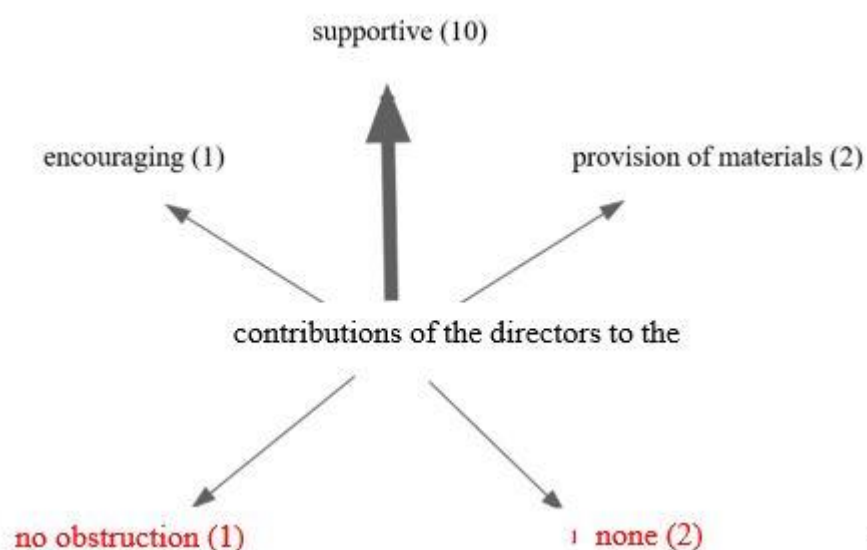 supportive (10)
encouraging (1)
provision of materials (2)
contributions of the directors to the
no obstruction (1)
ı none (2)